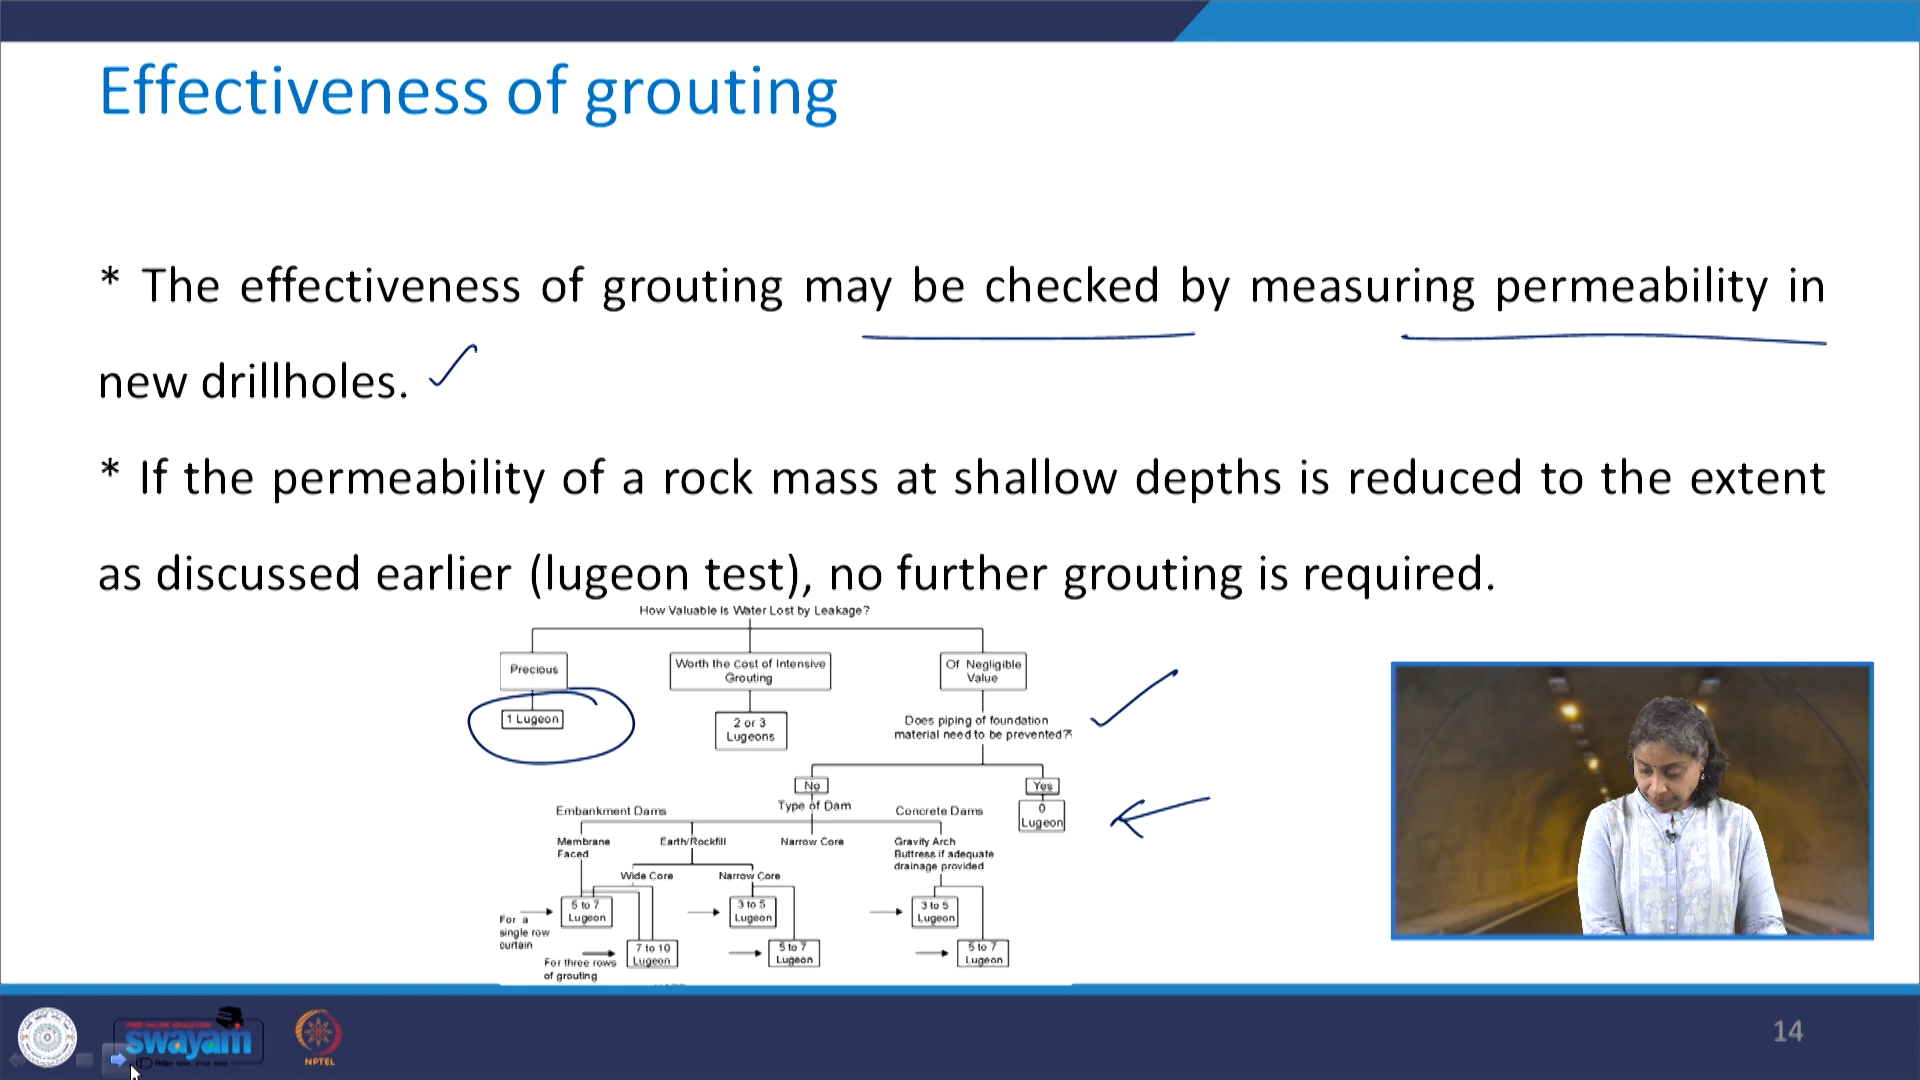 Effectiveness of grouting
* The effectiveness of grouting may be checked by measuring permeability in
new drillholes.
* If the permeability of a rock mass at shallow depths is reduced to the extent
as discussed earlier (lugeon test), no further grouting is required.
How Valuable Is Water Lost by Leakage?
Precious
Worth the Cost of Intensive
Grouting
Of Negligible
Value
1 Lugeon
2 or 3
Lugeons
Does piping of foundation
material need to be prevented?
No
Yes
Type of Dam
0
Lugeon
Embankment Dams
Concrete Dams
Membrane
Faced
Earth/Rockfill
Narrow Core
Gravity Arch
Buttress if adequate
drainage provided
Wide Core
Narrow Core
5 to 7
Lugeon
3 to 5
Lugeon
3 to 5
Lugeon
For a
single row
curtain
7 to 10
Lugeon
5 to 7
Lugeon
5 to 7
Lugeon
For three rows
of grouting
FREE ONLINE EDUCATION
swayam
NPTEL
14